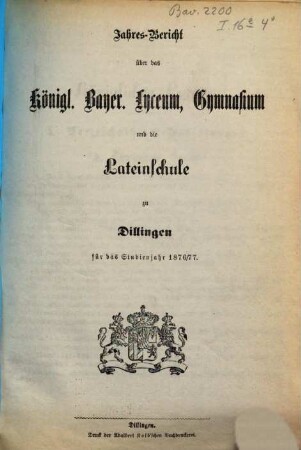 Bav. 2200
I 16a 4°
Jahres-Bericht
über das
Königl. Bayer. Lyceum, Gymnasium
und die
Lateinschule
zu
Dillingen
für das Studienjahr 1876/77.
Dillingen.
Druck der Adalbert Kold'schen Buchdruckerei.